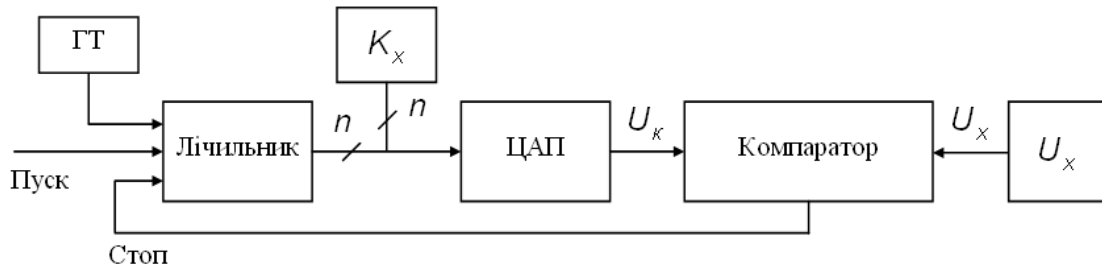 ГТ
K_x
n
n
Лічильник
ЦАП
U_к
Компаратор
U_x
U_x
Пуск
Стоп